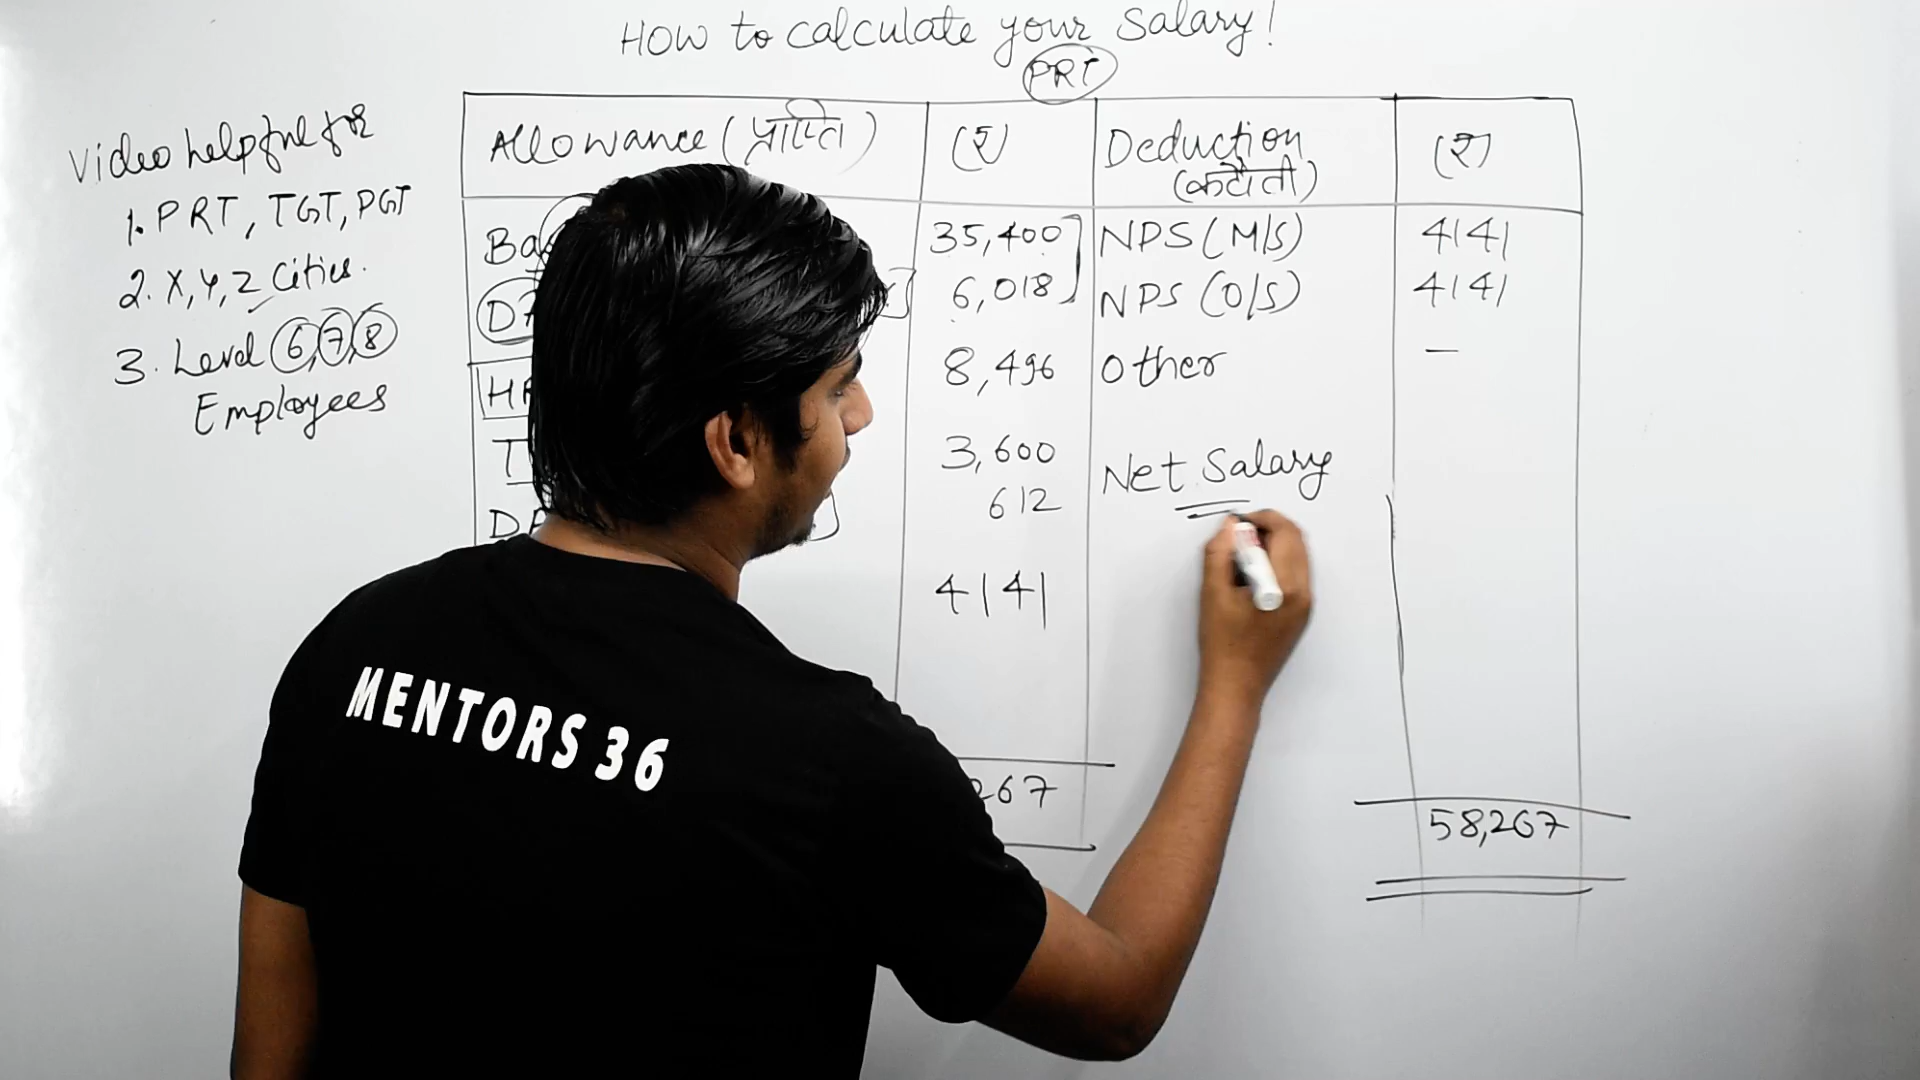 How to calculate your Salary!
PRT
Video helpful for
1. PRT, TGT, PGT
2. X, Y, Z Cities.
3. Level 6, 7, 8
Employees
Allowance (प्राप्ति)
(₹)
Deduction
(कटौती)
(₹)
35,400
NPS (M/S)
4141
6,018
NPS (O/S)
4141
8,496
Other
—
3,600
Net Salary
612
4141
267
58,267
MENTORS 36